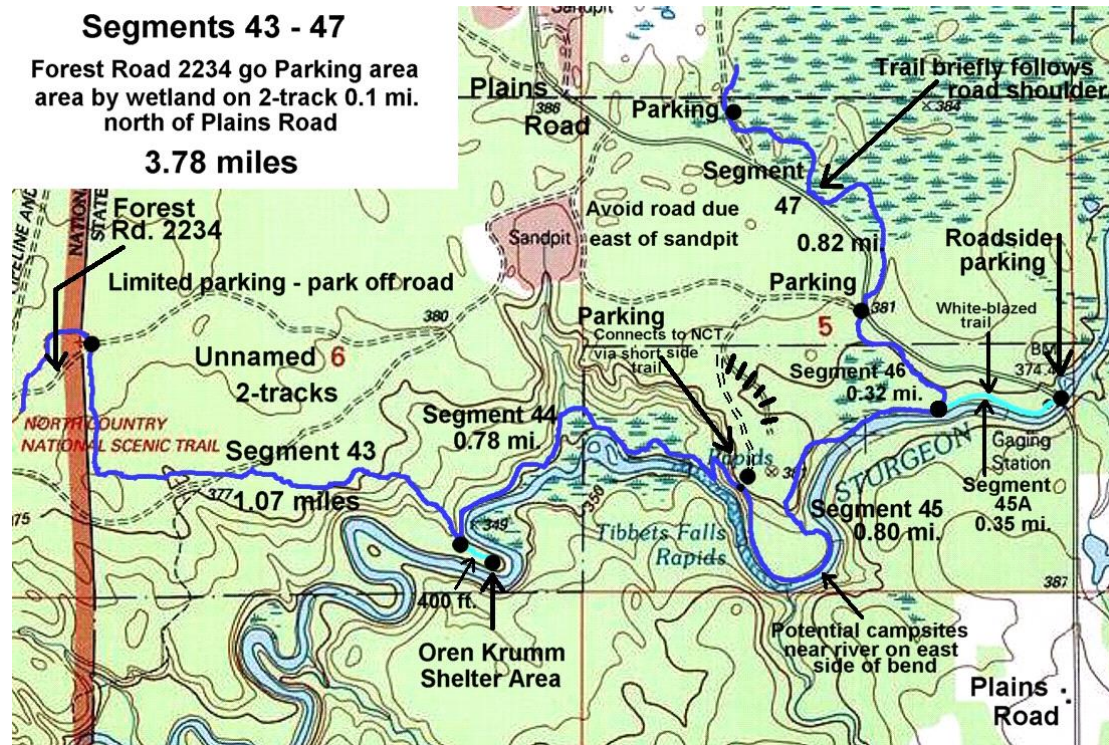 Segments 43 - 47
Forest Road 2234 go Parking area
area by wetland on 2-track 0.1 mi.
north of Plains Road
3.78 miles
Sandpit
Plains
Road
386
Parking
Trail briefly follows
road shoulder
384
Segment
47
0.82 mi.
Avoid road due
east of sandpit
NATION
STATE
Forest
Rd. 2234
Sandpit
Roadside
parking
Limited parking - park off road
Parking
381
380
Parking
Connects to NCT
via short side
trail
5
White-blazed
trail
BM
374.4
Unnamed
2-tracks
6
Segment 46
0.32 mi.
NORTH COUNTRY
NATIONAL SCENIC TRAIL
Segment 44
0.78 mi.
Segment 43
1.07 miles
377
Rapids
STURGEON
Gaging
Station
Segment
45A
0.35 mi.
Segment 45
0.80 mi.
350
349
Tibbets Falls
Rapids
400 ft.
387
Oren Krumm
Shelter Area
Potential campsites
near river on east
side of bend
Plains
Road